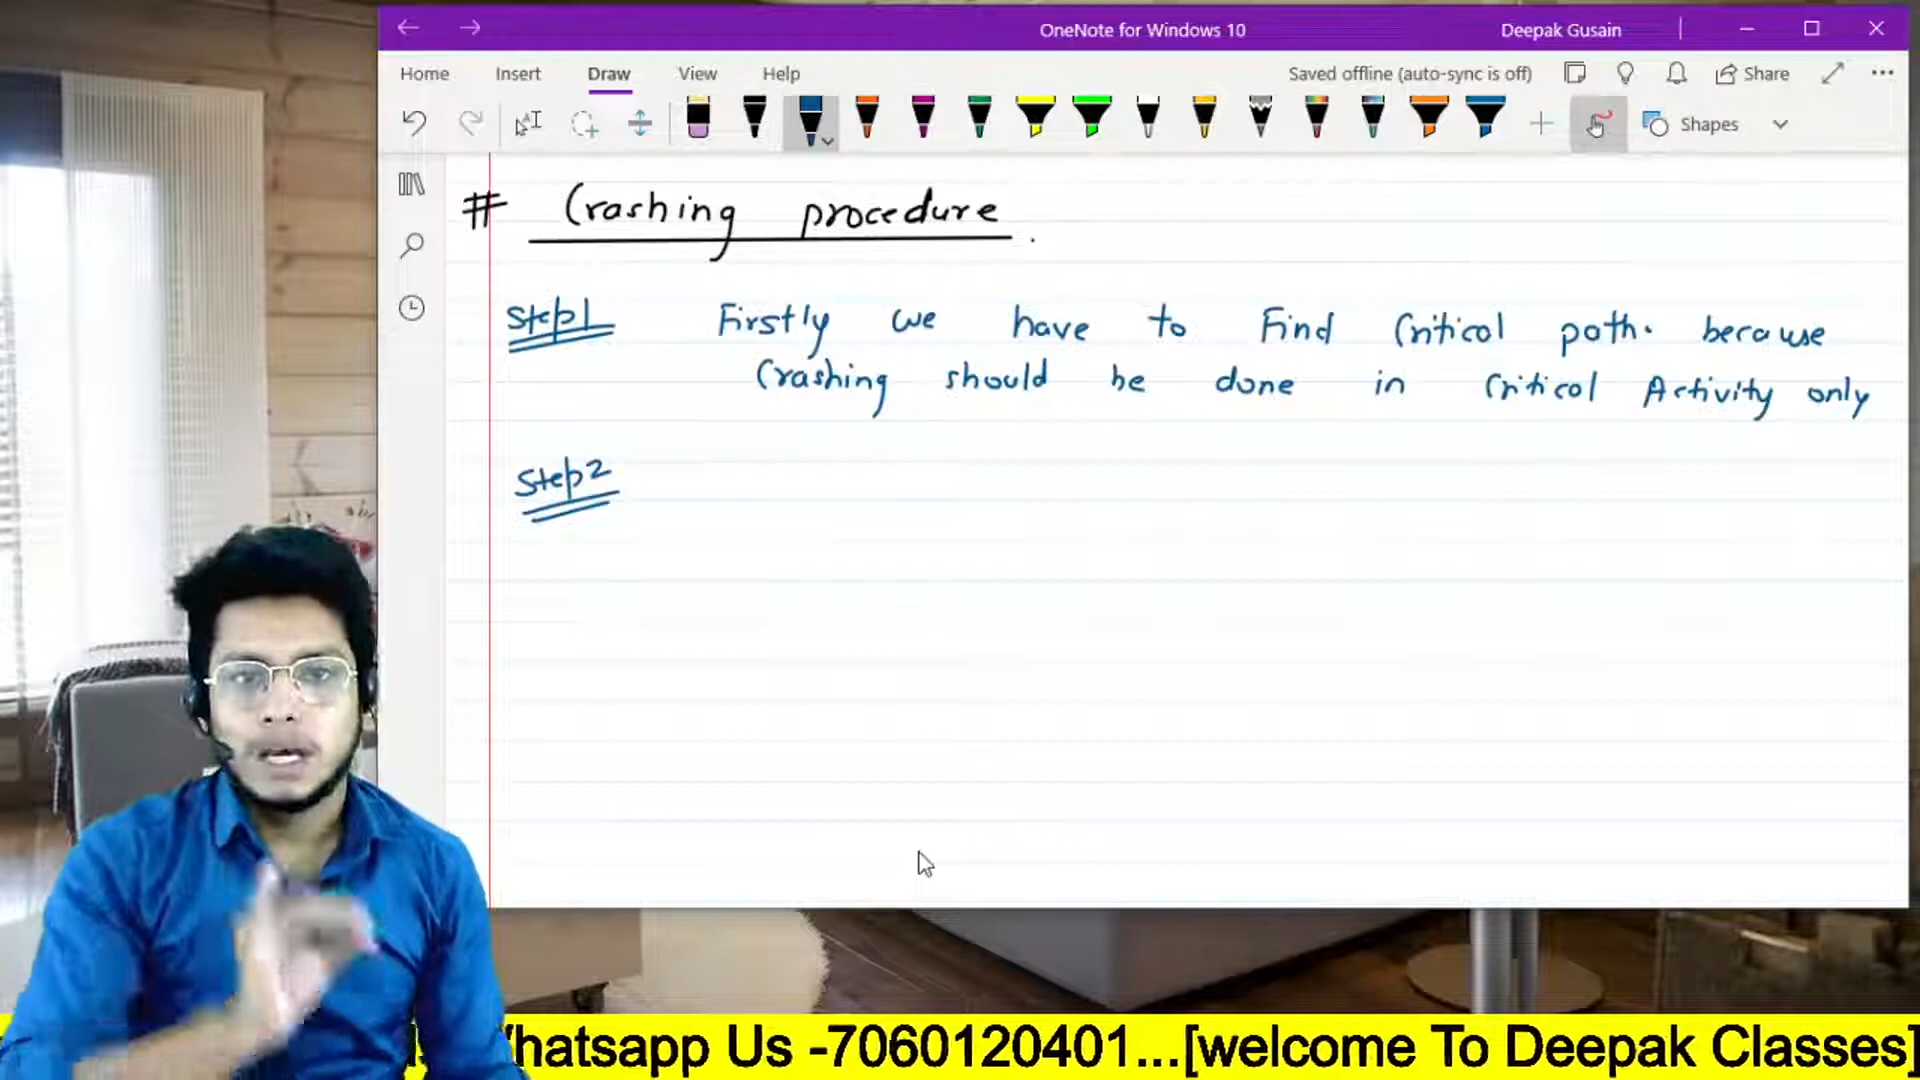 OneNote for Windows 10
Deepak Gusain
Home Insert Draw View Help
Saved offline (auto-sync is off)
Share
Shapes
# Crashing procedure.
Step1 Firstly we have to Find Critical path. because
Crashing should be done in Critical Activity only
Step2
hatsapp Us -7060120401...[welcome To Deepak Classes]